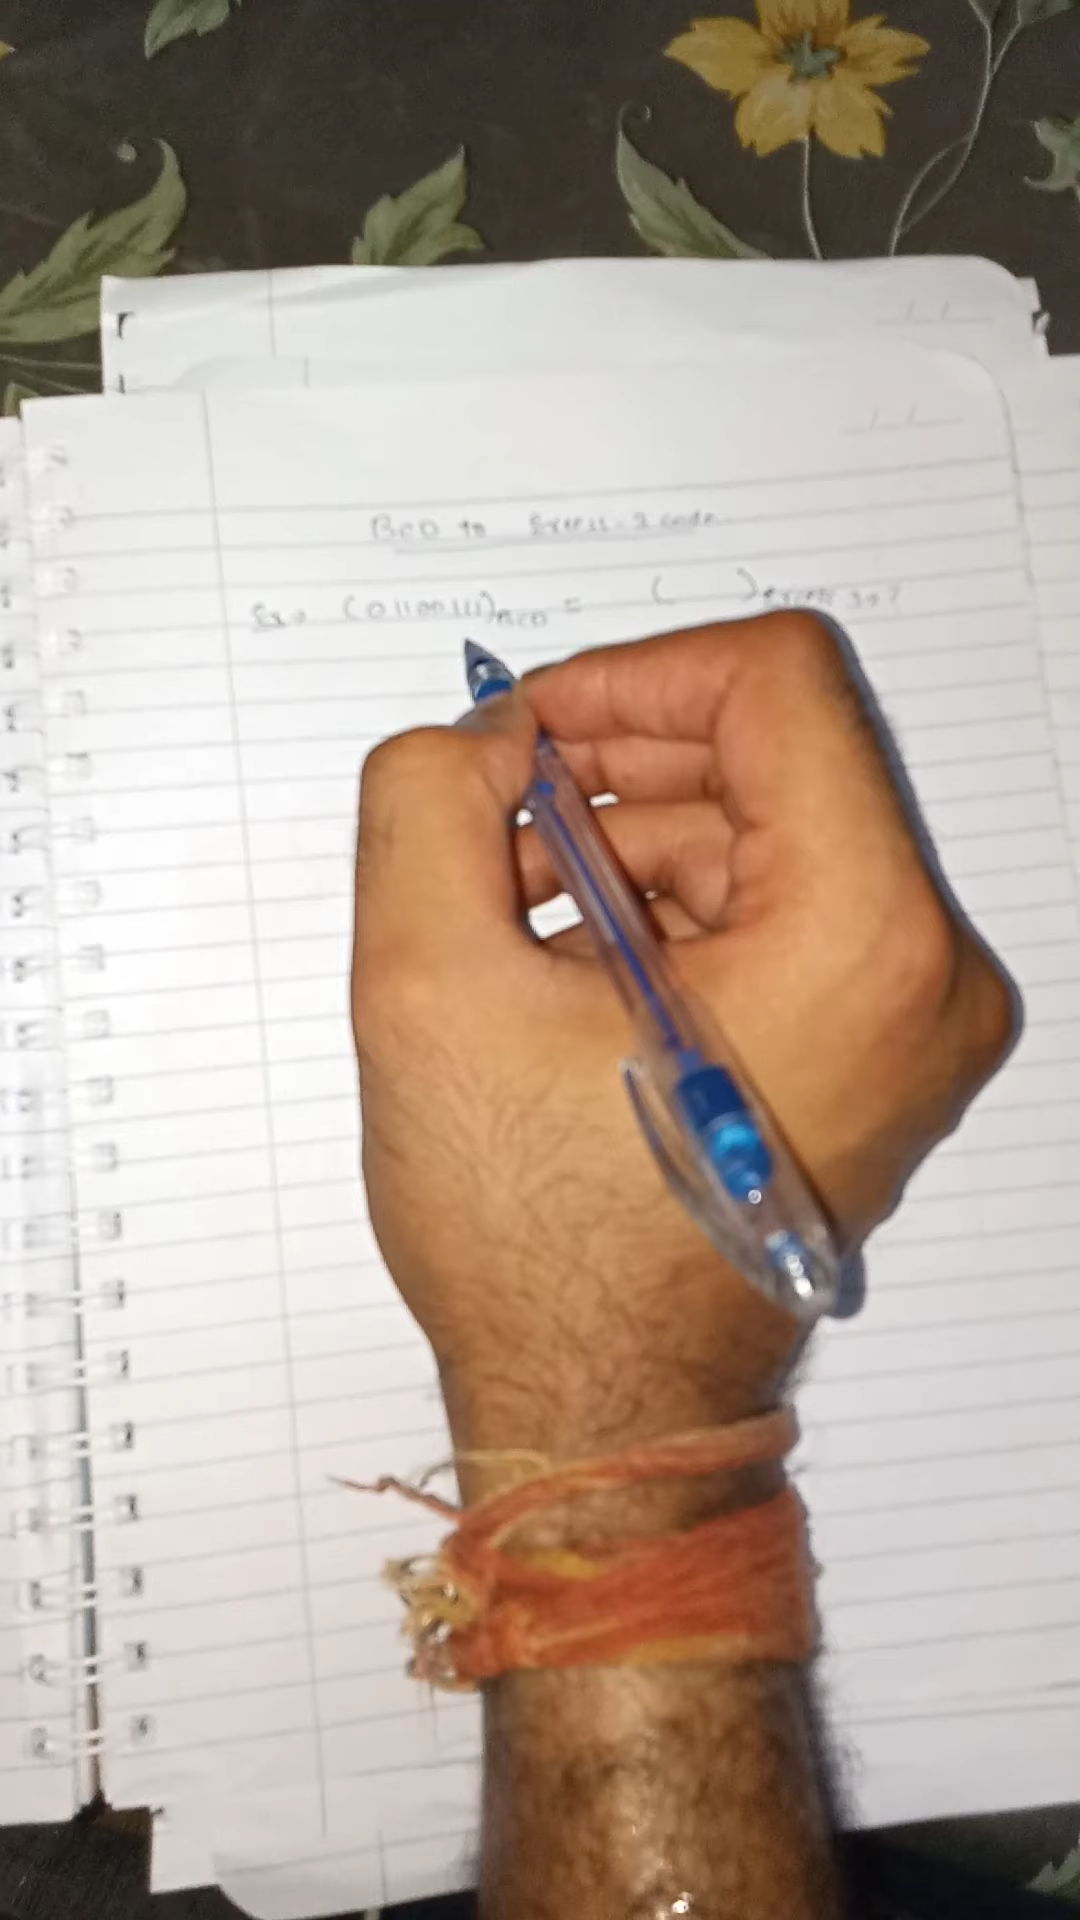 BCD to Excess-3 code
Ex → (01100111)BCD = (     )Excess 3 = ?